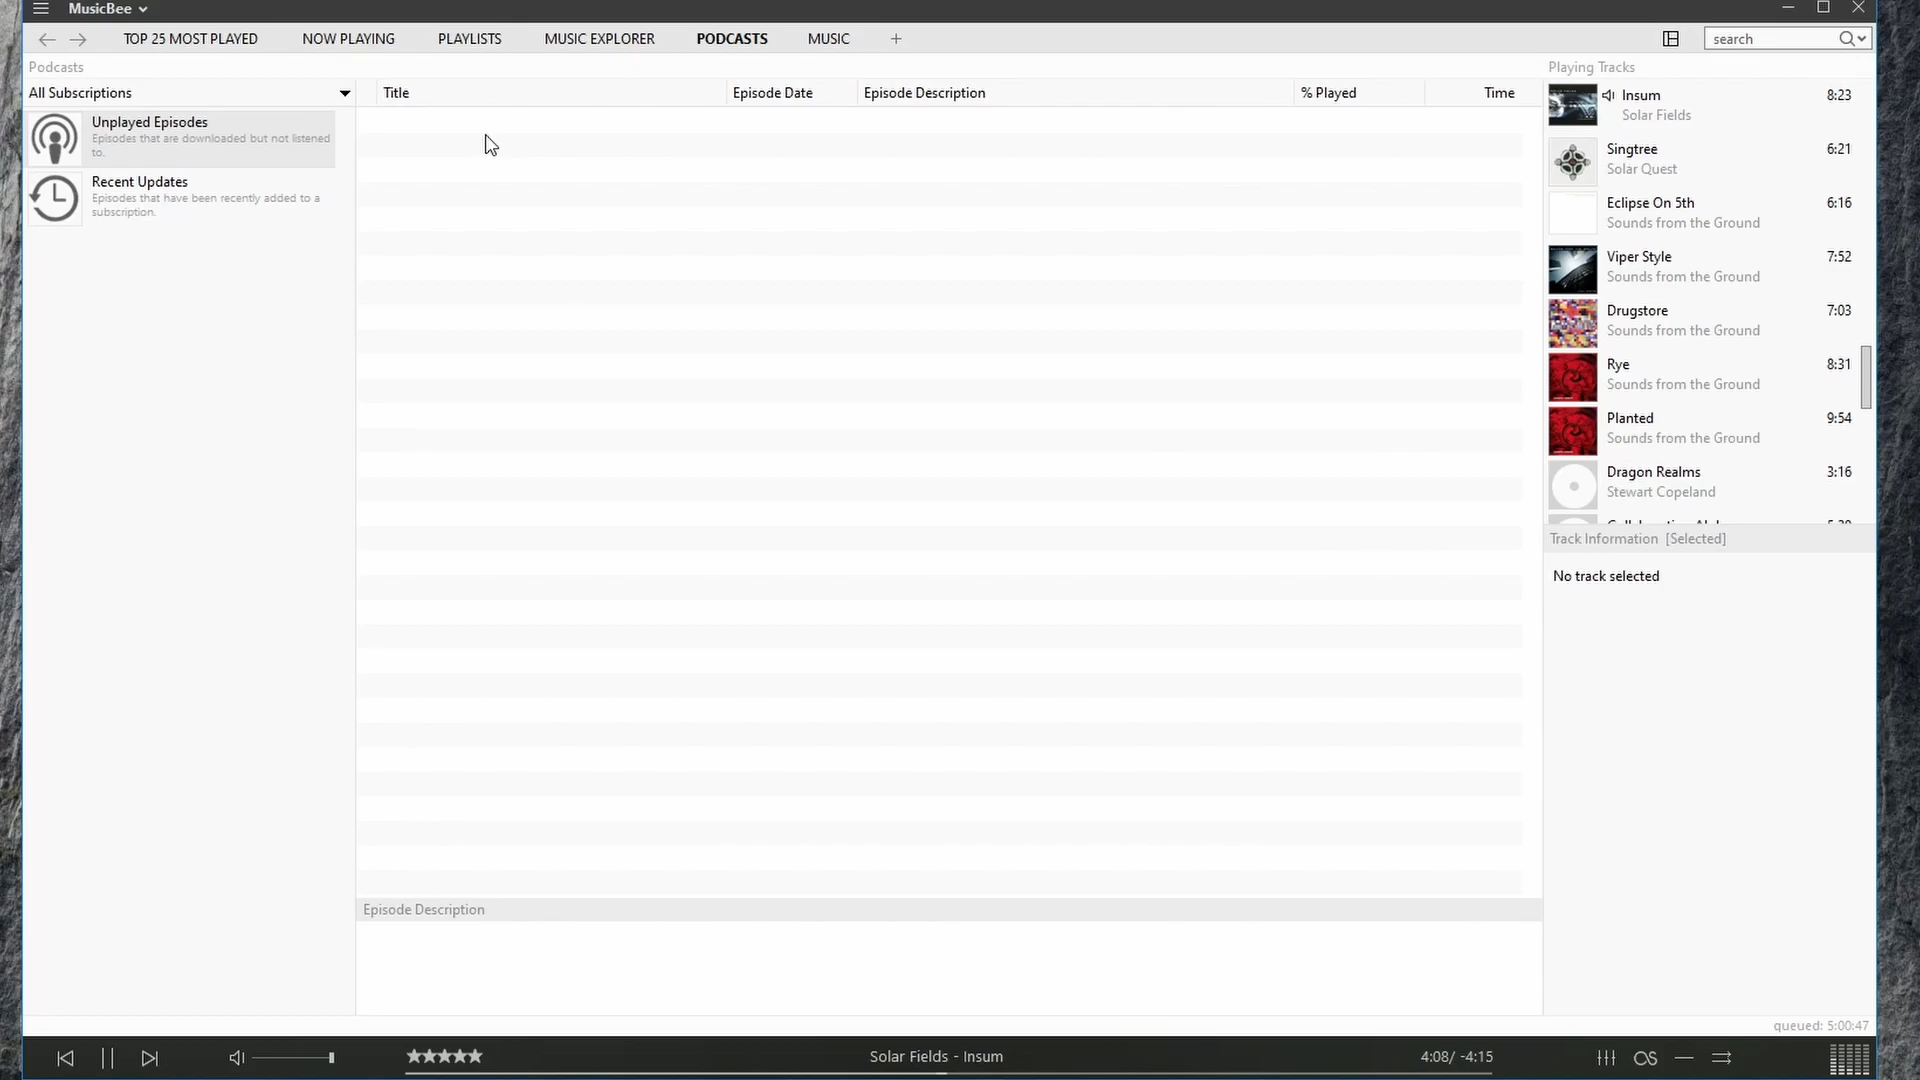 MusicBee
TOP 25 MOST PLAYED
NOW PLAYING
PLAYLISTS
MUSIC EXPLORER
PODCASTS
MUSIC
search
Podcasts
All Subscriptions
Unplayed Episodes
Episodes that are downloaded but not listened
to.
Recent Updates
Episodes that have been recently added to a
subscription.
Title
Episode Date
Episode Description
% Played
Time
Episode Description
Playing Tracks
Insum 8:23
Solar Fields
Singtree 6:21
Solar Quest
Eclipse On 5th 6:16
Sounds from the Ground
Viper Style 7:52
Sounds from the Ground
Drugstore 7:03
Sounds from the Ground
Rye 8:31
Sounds from the Ground
Planted 9:54
Sounds from the Ground
Dragon Realms 3:16
Stewart Copeland
Track Information [Selected]
No track selected
queued: 5:00:47
Solar Fields - Insum
4:08/ -4:15